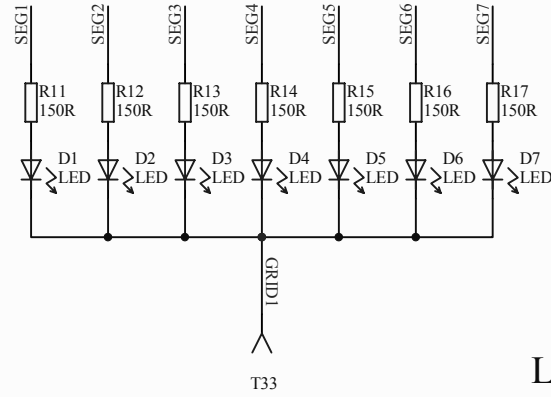 SEG1 SEG2 SEG3 SEG4 SEG5 SEG6 SEG7
R11 R12 R13 R14 R15 R16 R17
150R 150R 150R 150R 150R 150R 150R
D1 D2 D3 D4 D5 D6 D7
LED LED LED LED LED LED LED
GRID1
T33
L